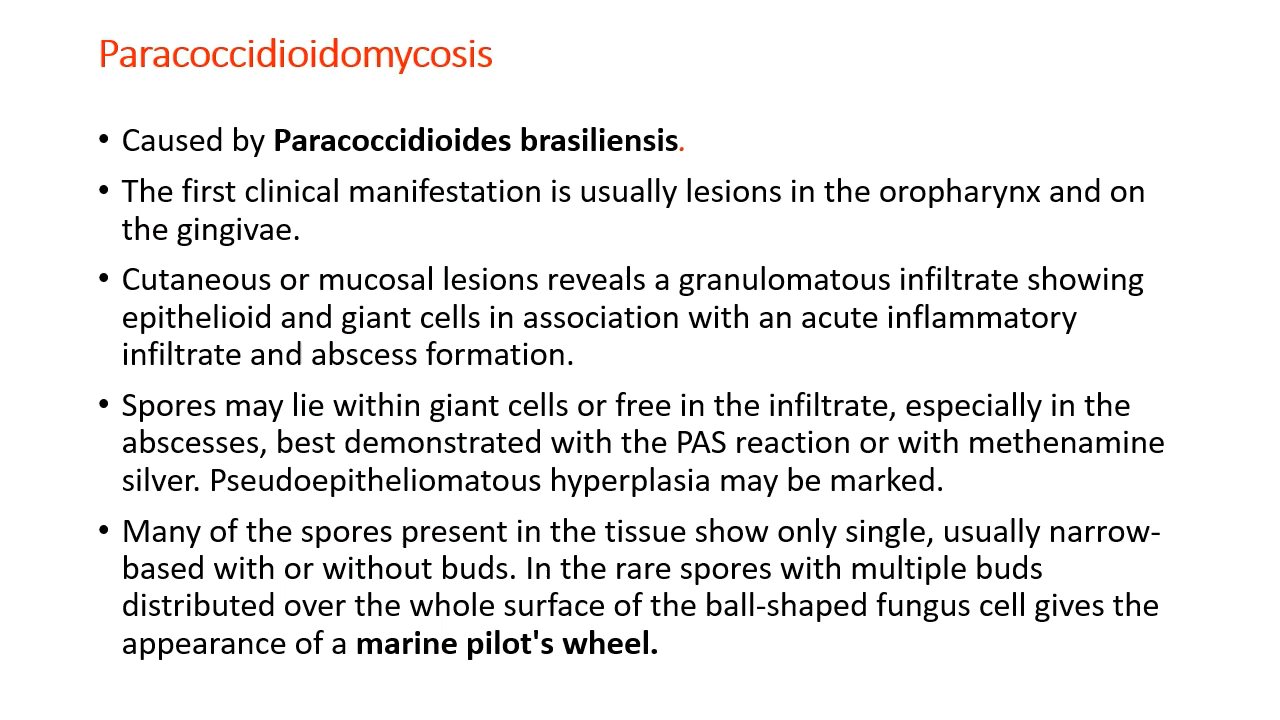 Paracoccidioidomycosis
• Caused by Paracoccidioides brasiliensis.
• The first clinical manifestation is usually lesions in the oropharynx and on
the gingivae.
• Cutaneous or mucosal lesions reveals a granulomatous infiltrate showing
epithelioid and giant cells in association with an acute inflammatory
infiltrate and abscess formation.
• Spores may lie within giant cells or free in the infiltrate, especially in the
abscesses, best demonstrated with the PAS reaction or with methenamine
silver. Pseudoepitheliomatous hyperplasia may be marked.
• Many of the spores present in the tissue show only single, usually narrow-
based with or without buds. In the rare spores with multiple buds
distributed over the whole surface of the ball-shaped fungus cell gives the
appearance of a marine pilot's wheel.